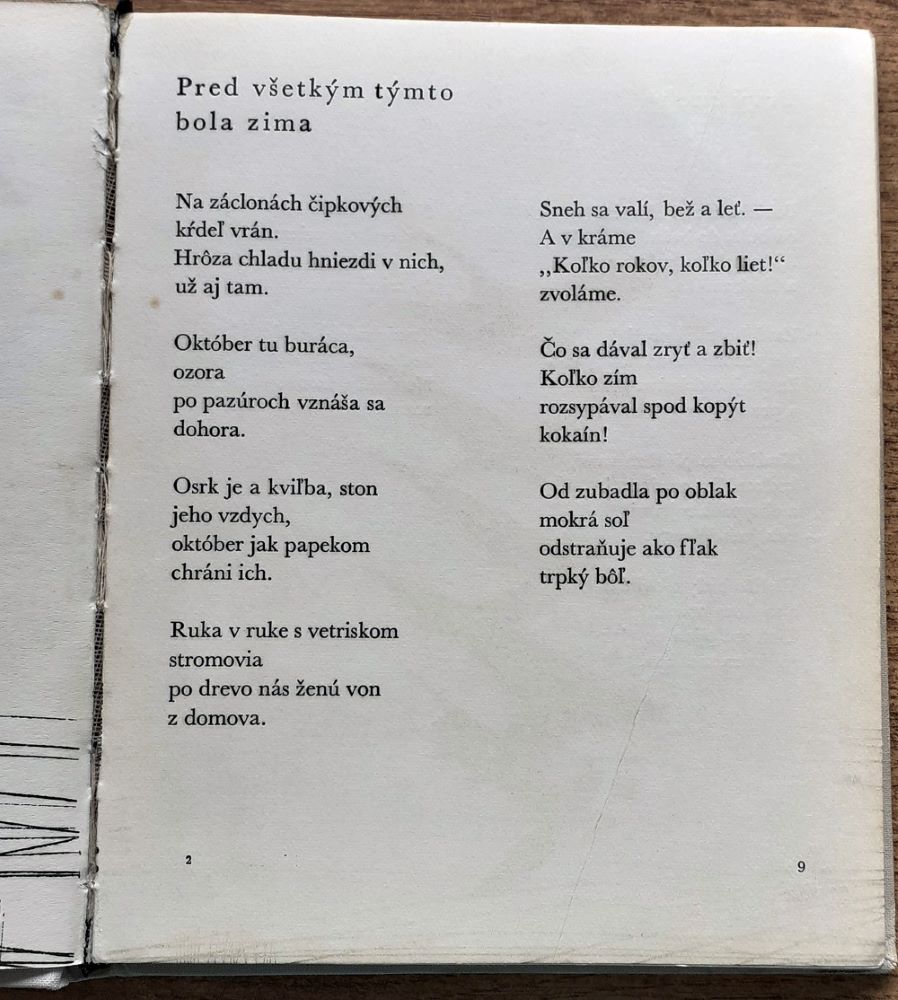 Pred všetkým týmto
bola zima
Na záclonách čipkových
kŕdeľ vrán.
Hrôza chladu hniezdi v nich,
už aj tam.
Október tu buráca,
ozora
po pazúroch vznáša sa
dohora.
Osrk je a kviľba, ston
jeho vzdych,
október jak papekom
chráni ich.
Ruka v ruke s vetriskom
stromovia
po drevo nás ženú von
z domova.
Sneh sa valí, bež a leť. —
A v kráme
„Koľko rokov, koľko liet!“
zvoláme.
Čo sa dával zryť a zbiť!
Koľko zím
rozsypával spod kopýt
kokaín!
Od zubadla po oblak
mokrá soľ
odstraňuje ako fľak
trpký bôľ.
2
9